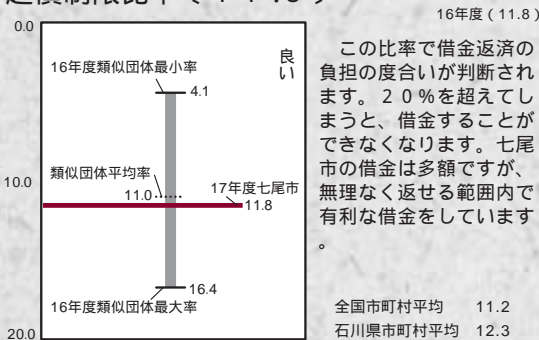 16年度（11.8）
0.0
良い
16年度類似団体最小率
4.1
類似団体平均率
10.0
11.0
17年度七尾市
11.8
16.4
16年度類似団体最大率
20.0
この比率で借金返済の
負担の度合いが判断され
ます。２０％を超えてし
まうと、借金することが
できなくなります。七尾
市の借金は多額ですが、
無理なく返せる範囲内で
有利な借金をしています
。
全国市町村平均　11.2
石川県市町村平均　12.3